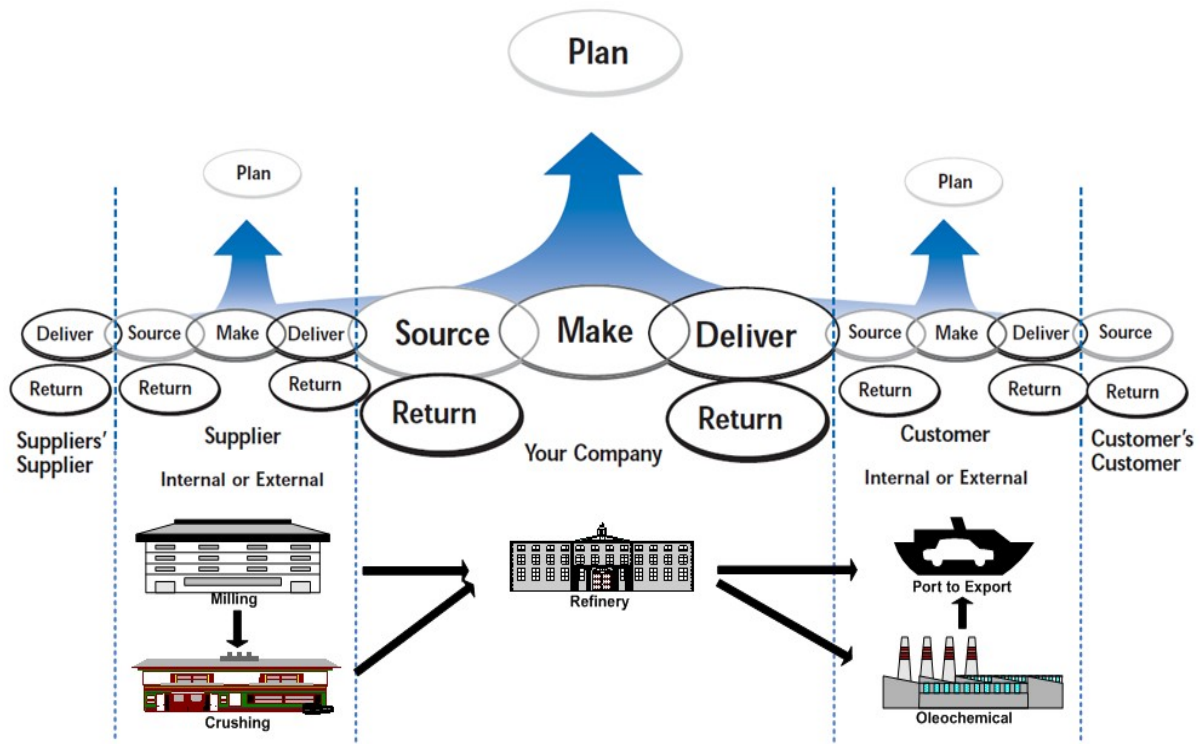 Plan
Plan
Plan
Deliver
Source
Make
Deliver
Source
Make
Deliver
Source
Make
Deliver
Source
Return
Return
Return
Return
Return
Return
Return
Return
Suppliers'
Supplier
Supplier
Internal or External
Your Company
Customer
Internal or External
Customer's
Customer
Milling
Refinery
Port to Export
Crushing
Oleochemical